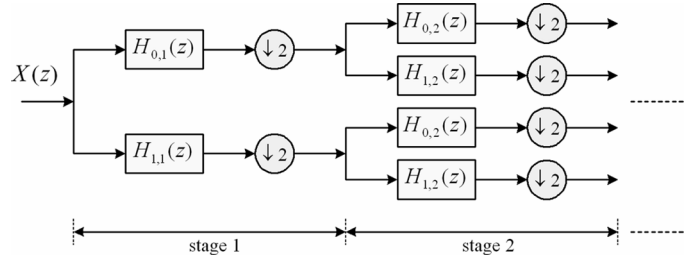 H₀,₂(z) ↓2
H₀,₁(z) ↓2
X(z)
H₁,₂(z) ↓2
H₀,₂(z) ↓2
H₁,₁(z) ↓2
H₁,₂(z) ↓2
stage 1 stage 2